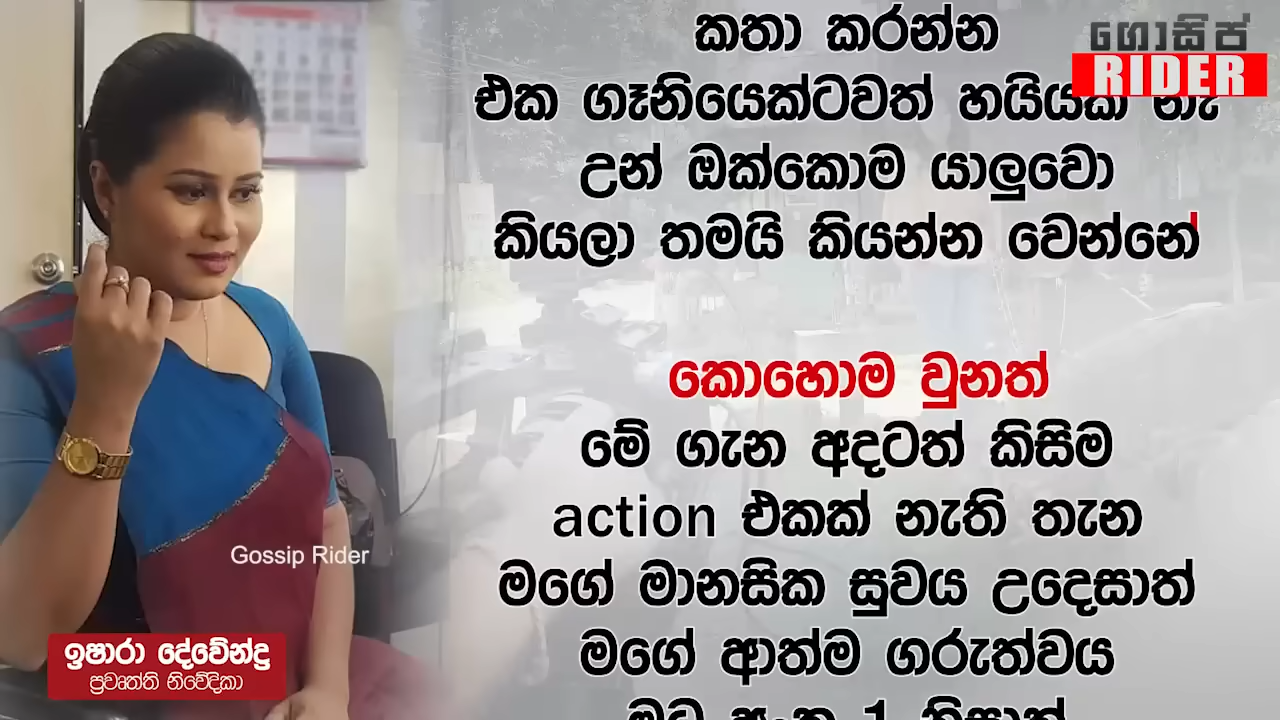 ගොසිප්
RIDER
කතා කරන්න
එක ගෑනියෙක්ටවත් හයියක් නෑ
උන් ඔක්කොම යාලුවො
කියලා තමයි කියන්න වෙන්නේ
කොහොම වුනත්
මේ ගැන අදටත් කිසිම
action එකක් නැති තැන
මගේ මානසික සුවය උදෙසාත්
මගේ ආත්ම ගරුත්වය
1
Gossip Rider
ඉෂාරා දේවේන්ද්‍ර
ප්‍රවෘත්ති නිවේදිකා